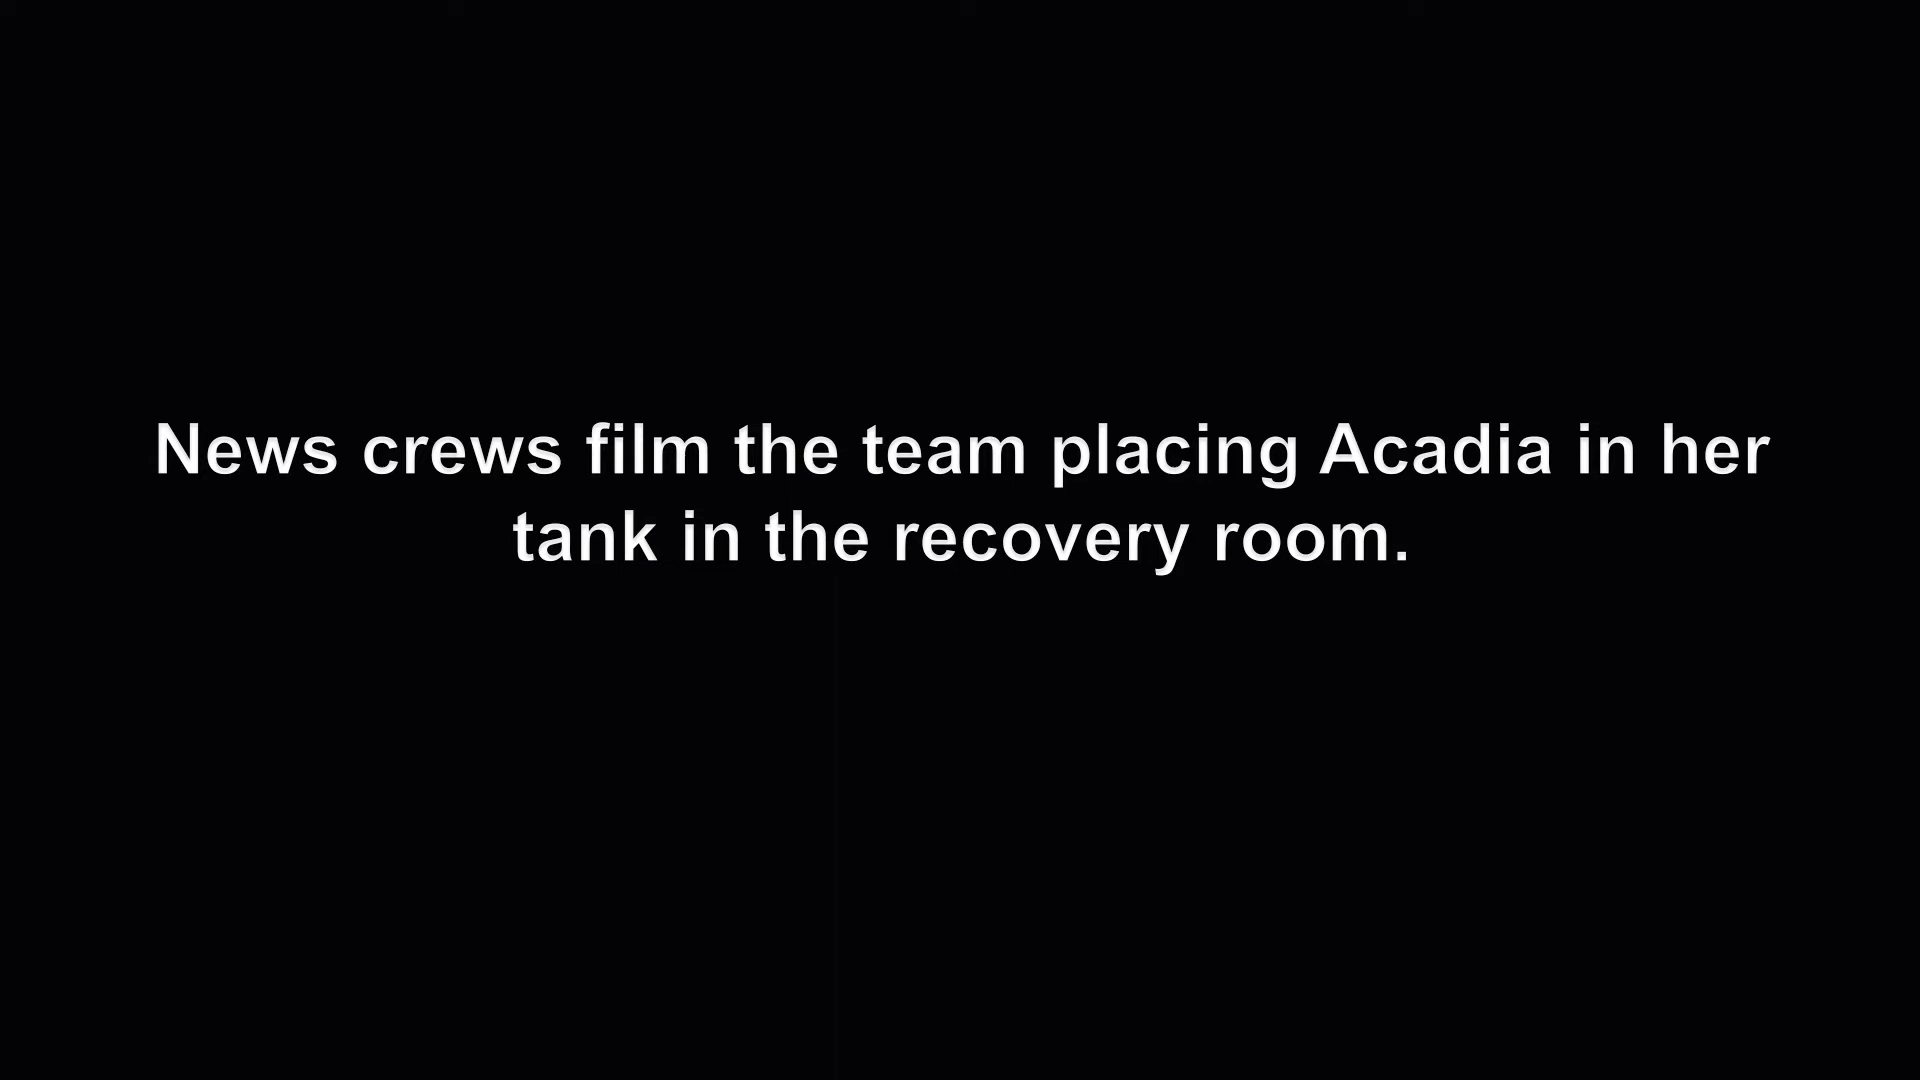 News crews film the team placing Acadia in her
tank in the recovery room.